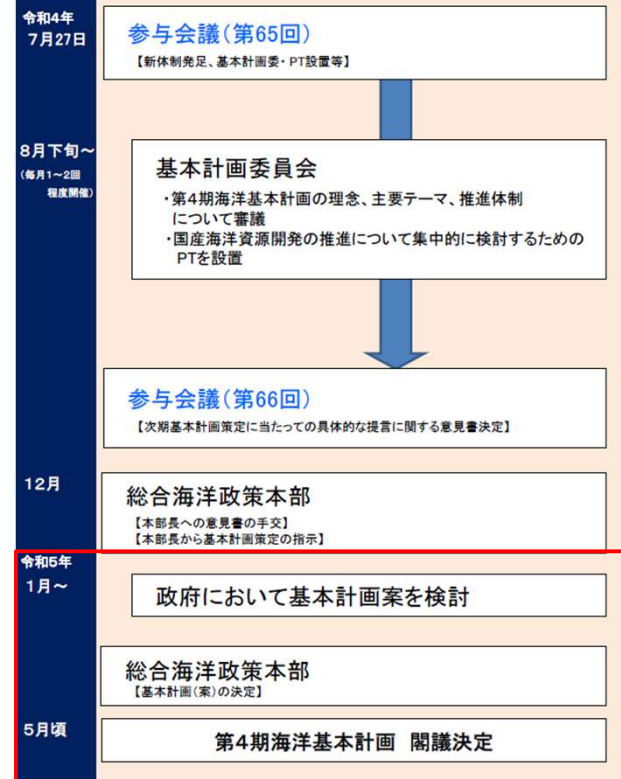 令和4年
7月27日
参与会議(第65回)
【新体制発足、基本計画委・PT設置等】
8月下旬~
(毎月1~2回
程度開催)
基本計画委員会
・第4期海洋基本計画の理念、主要テーマ、推進体制
について審議
・国産海洋資源開発の推進について集中的に検討するための
PTを設置
参与会議(第66回)
【次期基本計画策定に当たっての具体的な提言に関する意見書決定】
12月
総合海洋政策本部
【本部長への意見書の手交】
【本部長から基本計画策定の指示】
令和5年
1月~
政府において基本計画案を検討
総合海洋政策本部
【基本計画(案)の決定】
5月頃
第4期海洋基本計画 閣議決定